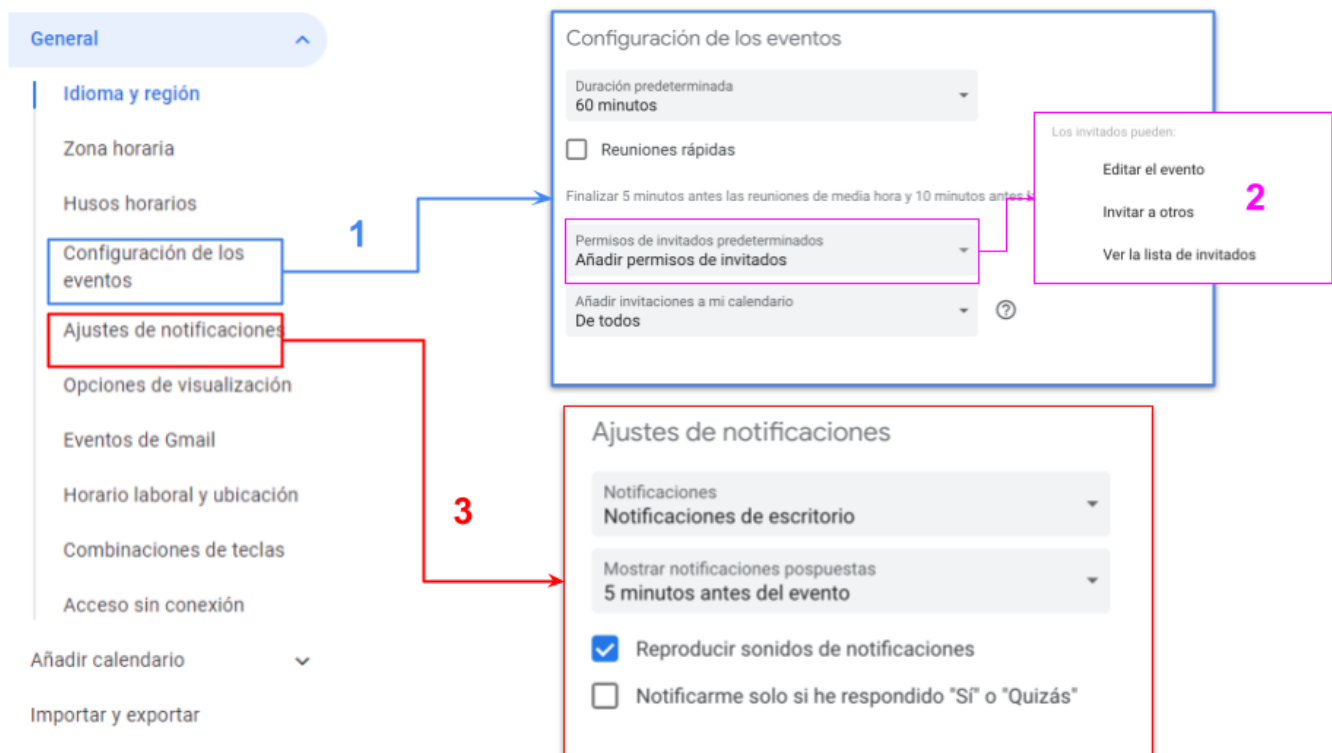 General
Idioma y región
Zona horaria
Husos horarios
Configuración de los
eventos
Ajustes de notificaciones
Opciones de visualización
Eventos de Gmail
Horario laboral y ubicación
Combinaciones de teclas
Acceso sin conexión
Añadir calendario
Importar y exportar
1
Configuración de los eventos
Duración predeterminada
60 minutos
Reuniones rápidas
Finalizar 5 minutos antes las reuniones de media hora y 10 minutos antes
Permisos de invitados predeterminados
Añadir permisos de invitados
Añadir invitaciones a mi calendario
De todos
Los invitados pueden:
Editar el evento
Invitar a otros
Ver la lista de invitados
2
3
Ajustes de notificaciones
Notificaciones
Notificaciones de escritorio
Mostrar notificaciones pospuestas
5 minutos antes del evento
Reproducir sonidos de notificaciones
Notificarme solo si he respondido "Sí" o "Quizás"